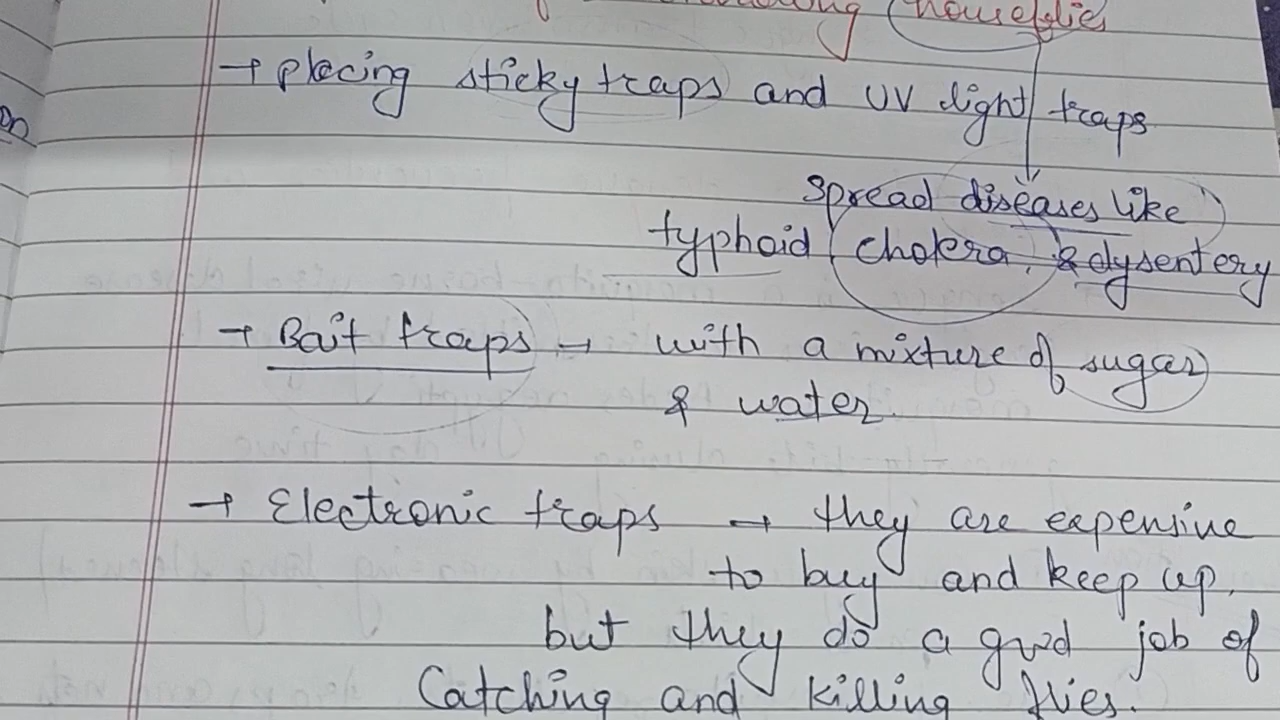 houseflies
→ placing sticky traps and UV light traps
spread diseases like
typhoid, cholera, & dysentery
→ Bait traps → with a mixture of sugar
& water.
→ Electronic traps → they are expensive
to buy and keep up,
but they do a good job of
Catching and killing flies.